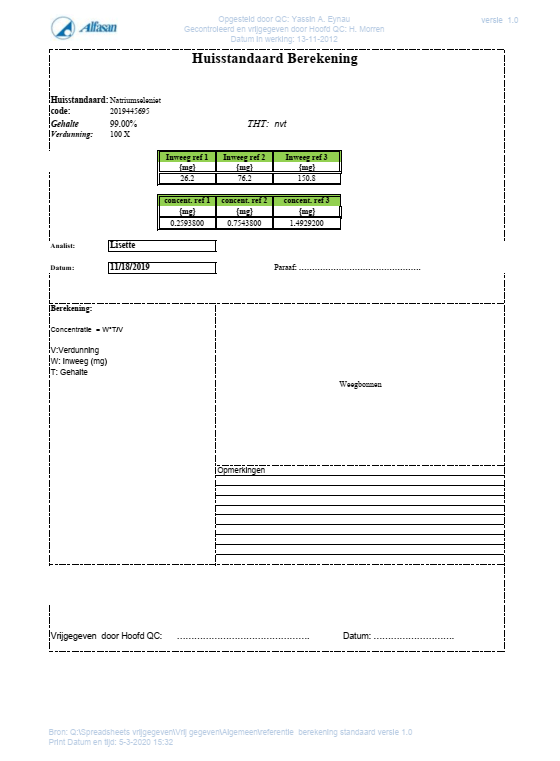 Alfasan
Opgesteld door QC: Yassin A. Eynau
Gecontroleerd en vrijgegeven door Hoofd QC: H. Morren
Datum in werking: 13-11-2012
versie 1.0
Huisstandaard Berekening
Huisstandaard: Natriumseleniet
code: 2019445695
Gehalte 99.00% THT: nvt
Verdunning: 100 X
Inweeg ref 1 Inweeg ref 2 Inweeg ref 3
{mg} {mg} {mg}
26.2 76.2 150.8
concent. ref 1 concent. ref 2 concent. ref 3
{mg} {mg} {mg}
0.2593800 0.7543800 1.4929200
Analist: Lisette
Datum: 11/18/2019 Paraaf: ................................................
Berekening:
Concentratie = W*T/V
V:Verdunning
W: Inweeg (mg)
T: Gehalte
Weegbonnen
Opmerkingen
Vrijgegeven door Hoofd QC: ................................................ Datum: ............................
Bron: Q:\Spreadsheets vrijgegeven\Vrij gegeven\Algemeen\referentie berekening standaard versie 1.0
Print Datum en tijd: 5-3-2020 15:32